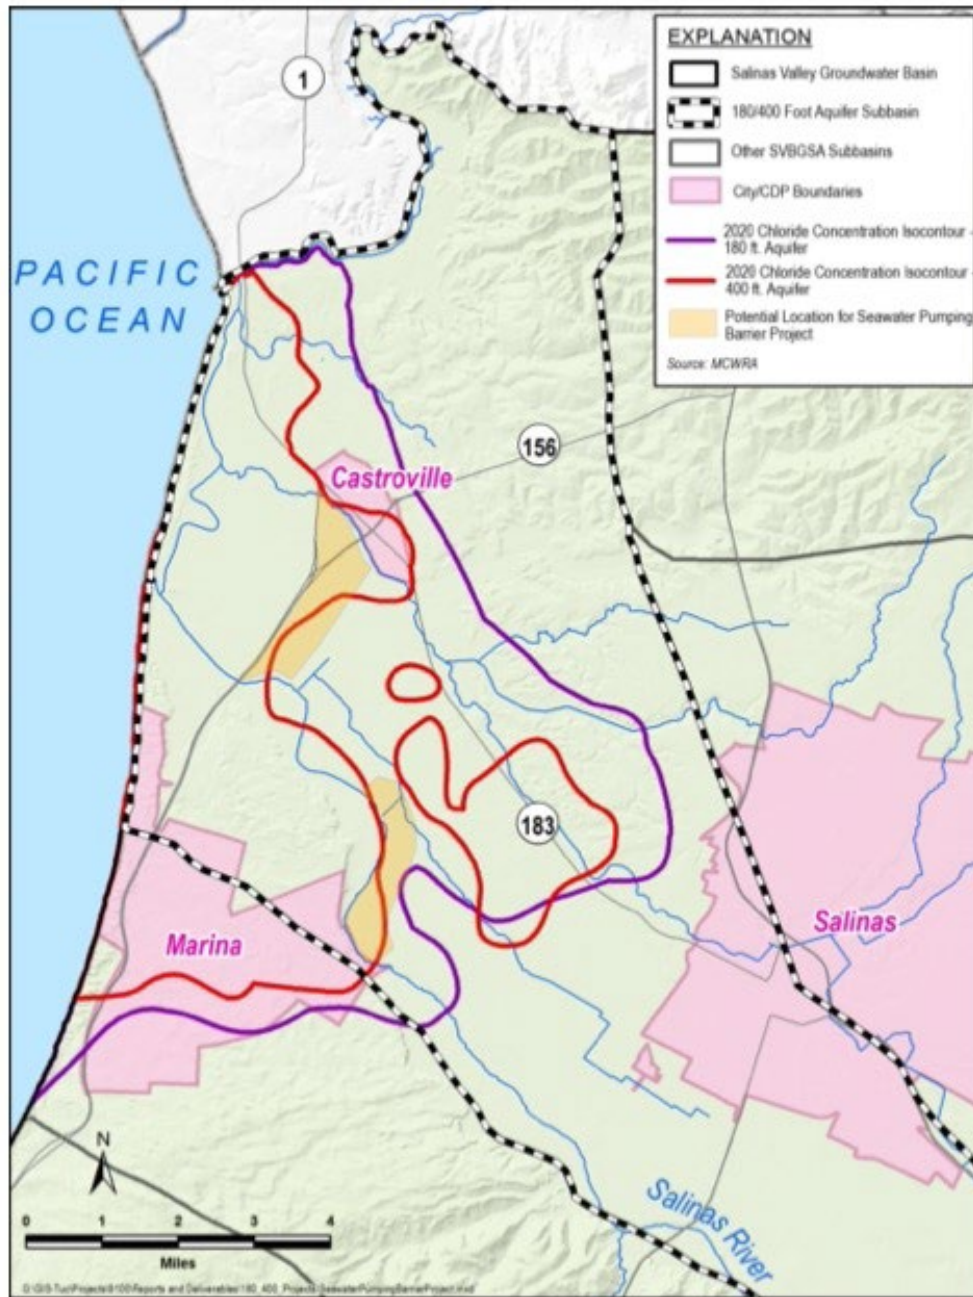 EXPLANATION
Salinas Valley Groundwater Basin
180/400 Foot Aquifer Subbasin
Other SVBGSA Subbasins
City/CDP Boundaries
2020 Chloride Concentration Isocontour -
180 ft. Aquifer
2020 Chloride Concentration Isocontour -
400 ft. Aquifer
Potential Location for Seawater Pumping
Barrier Project
Source: MCWRA
1
PACIFIC
OCEAN
156
Castroville
183
Marina
Salinas
Salinas River
N
0 1 2 3 4
Miles